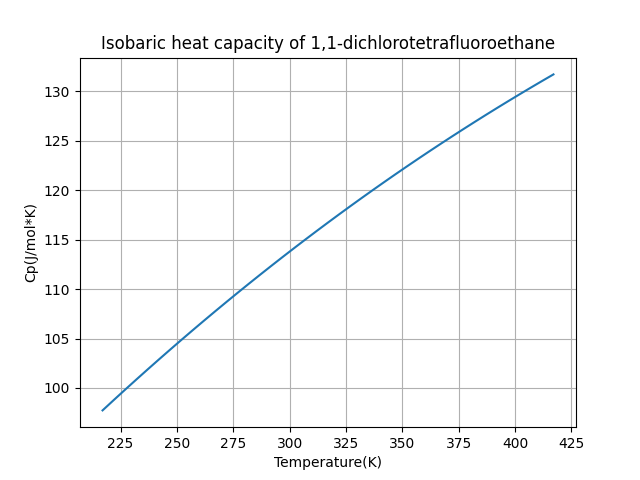 Isobaric heat capacity of 1,1-dichlorotetrafluoroethane
130
125
120
115
110
105
100
Cp(J/mol*K)
225 250 275 300 325 350 375 400 425
Temperature(K)